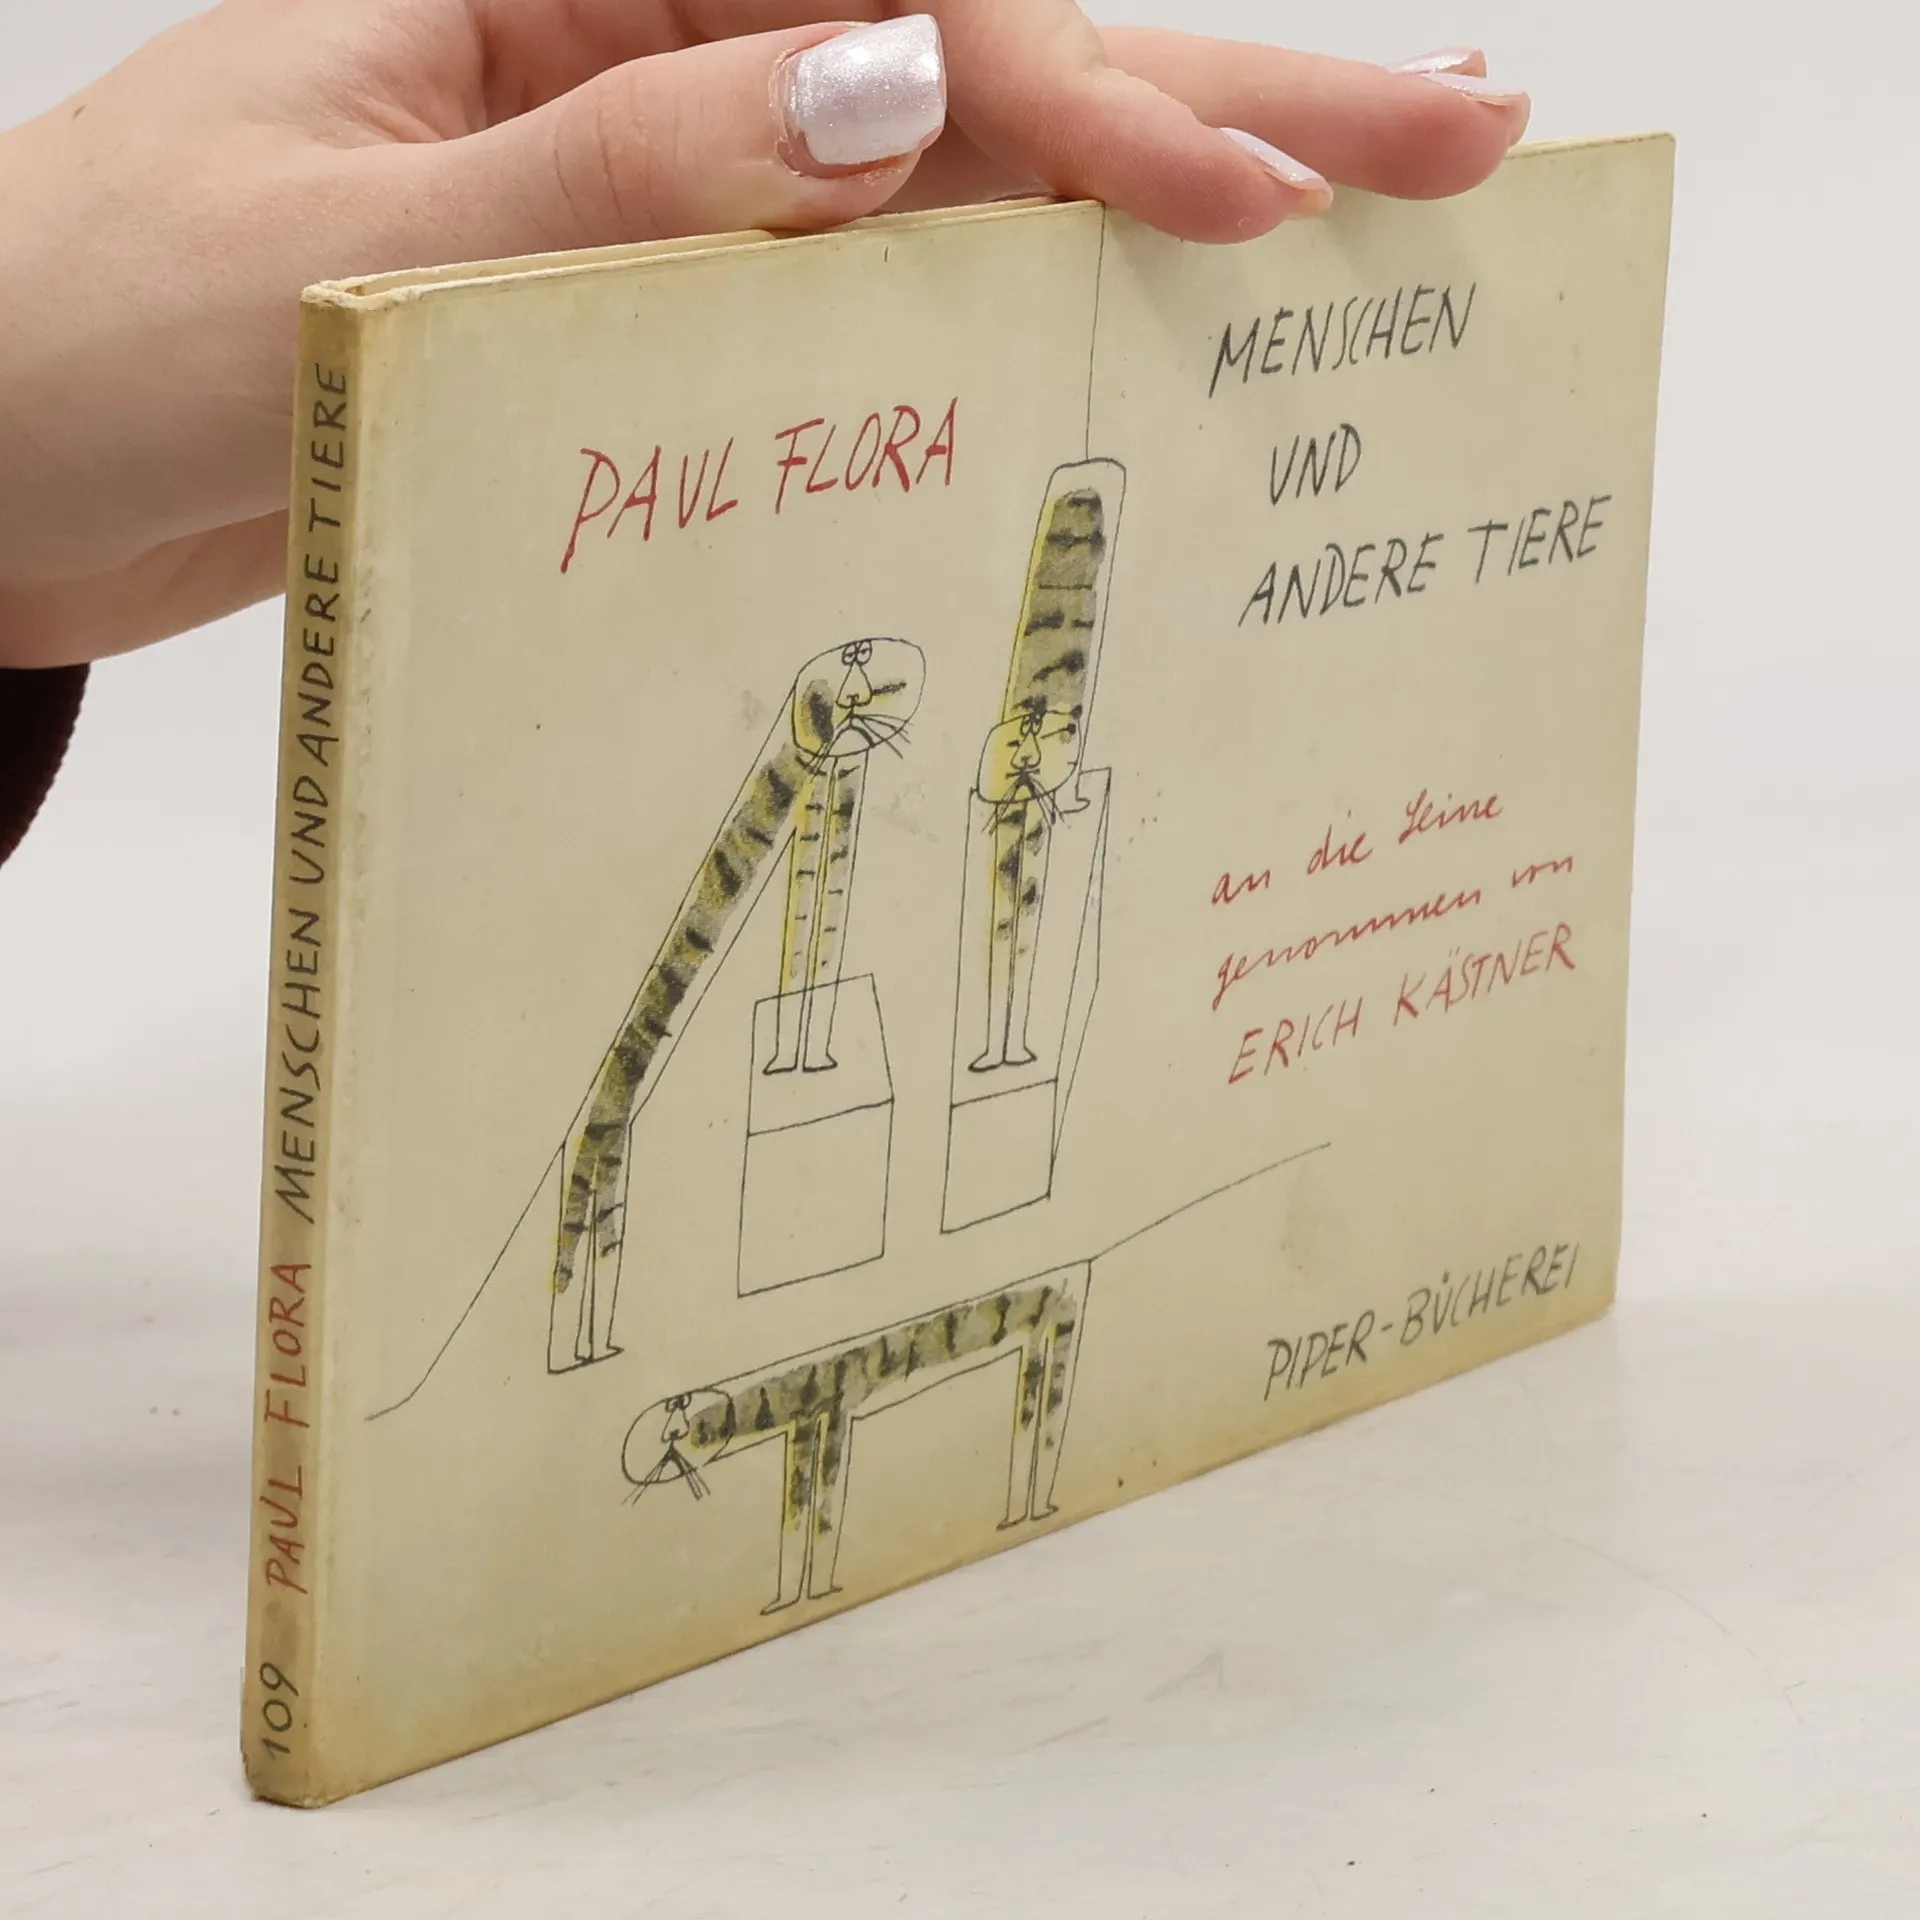 109 PAUL FLORA MENSCHEN UND ANDERE TIERE
PAUL FLORA
MENSCHEN
UND
ANDERE TIERE
an die Leine
genommen von
ERICH KÄSTNER
PIPER-BÜCHEREI